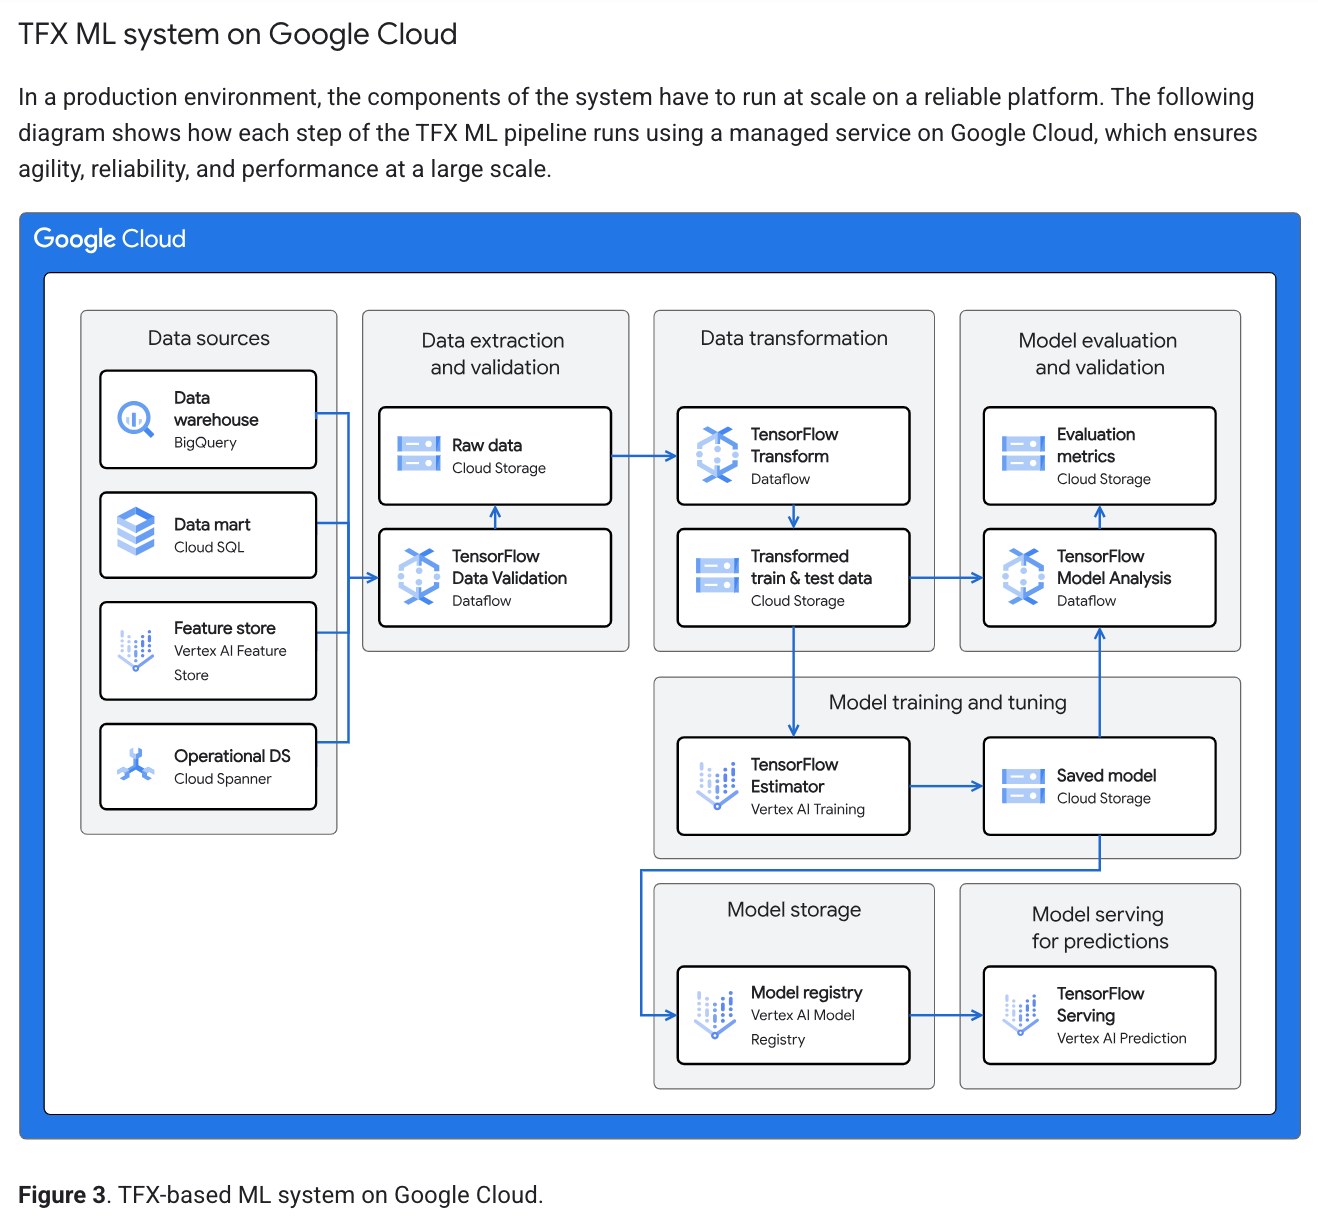 TFX ML system on Google Cloud
In a production environment, the components of the system have to run at scale on a reliable platform. The following
diagram shows how each step of the TFX ML pipeline runs using a managed service on Google Cloud, which ensures
agility, reliability, and performance at a large scale.
Google Cloud
Data sources
Data
warehouse
BigQuery
Data mart
Cloud SQL
Feature store
Vertex AI Feature
Store
Operational DS
Cloud Spanner
Data extraction
and validation
Raw data
Cloud Storage
TensorFlow
Data Validation
Dataflow
Data transformation
TensorFlow
Transform
Dataflow
Transformed
train & test data
Cloud Storage
Model evaluation
and validation
Evaluation
metrics
Cloud Storage
TensorFlow
Model Analysis
Dataflow
Model training and tuning
TensorFlow
Estimator
Vertex AI Training
Saved model
Cloud Storage
Model storage
Model registry
Vertex AI Model
Registry
Model serving
for predictions
TensorFlow
Serving
Vertex AI Prediction
Figure 3. TFX-based ML system on Google Cloud.